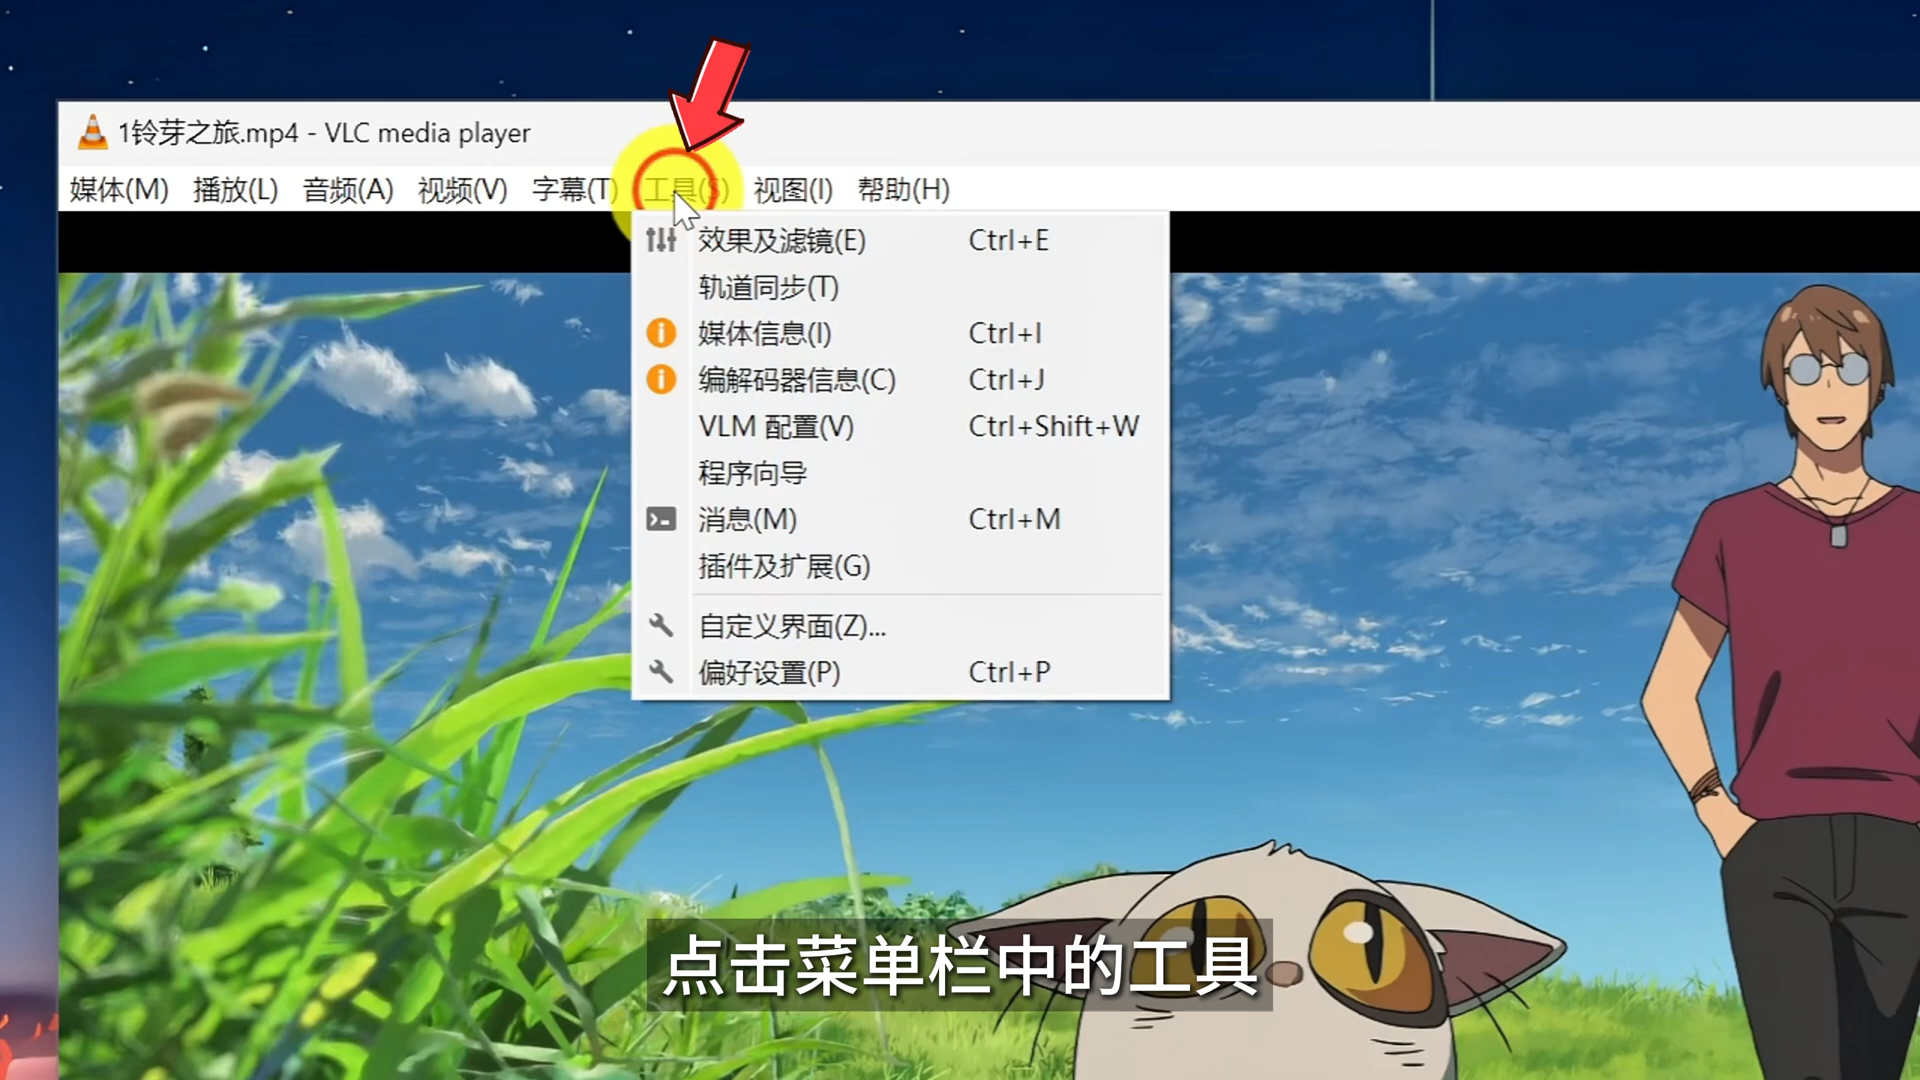 1铃芽之旅.mp4 - VLC media player
媒体(M) 播放(L) 音频(A) 视频(V) 字幕(T) 工具(S) 视图(I) 帮助(H)
效果及滤镜(E) Ctrl+E
轨道同步(T)
媒体信息(I) Ctrl+I
编解码器信息(C) Ctrl+J
VLM 配置(V) Ctrl+Shift+W
程序向导
消息(M) Ctrl+M
插件及扩展(G)
自定义界面(Z)...
偏好设置(P) Ctrl+P
点击菜单栏中的工具